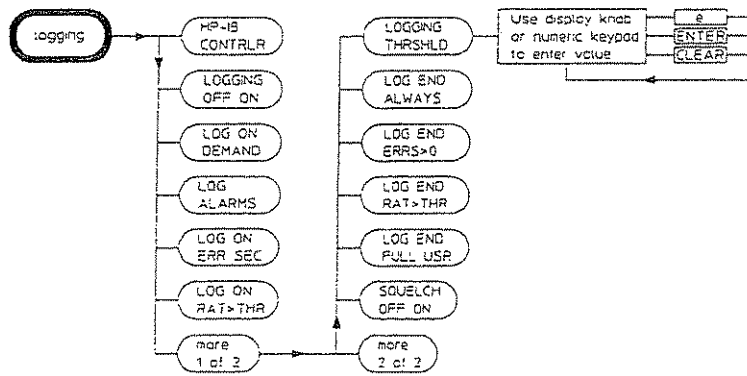 Logging
HP-IB
CONTRLR
LOGGING
OFF ON
LOG ON
DEMAND
LOG
ALARMS
LOG ON
ERR SEC
LOG ON
RAT>THR
more
1 of 2
LOGGING
THRSHLD
LOG END
ALWAYS
LOG END
ERRS>0
LOG END
RAT>THR
LOG END
FULL USR
SQUELCH
OFF ON
more
2 of 2
Use display knob
or numeric keypad
to enter value
e
ENTER
CLEAR